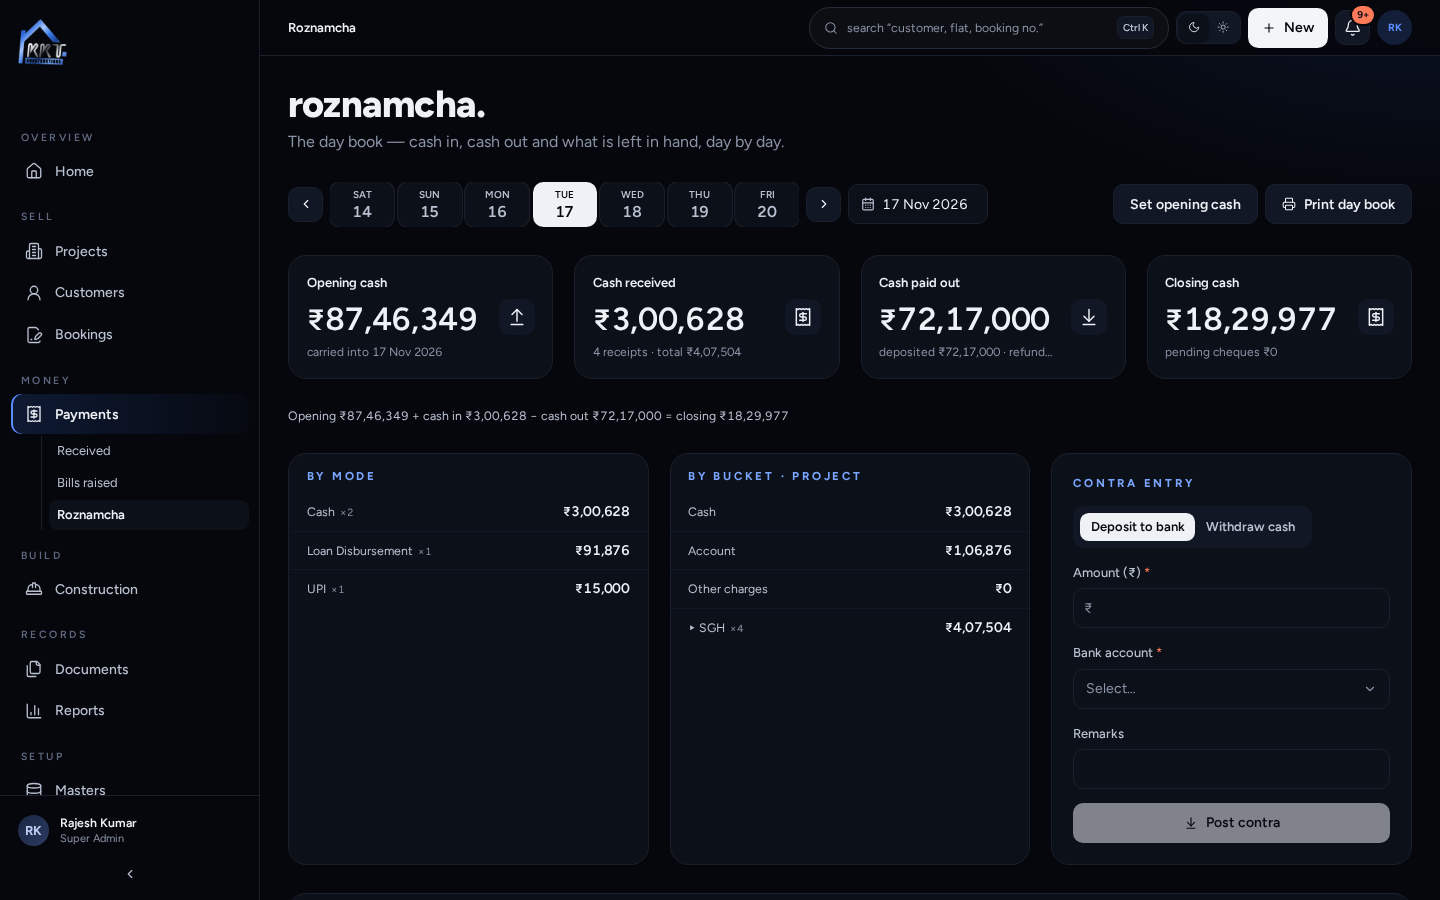 RKT
Roznamcha
search “customer, flat, booking no.”
Ctrl K
New
9+
RK
OVERVIEW
Home
SELL
Projects
Customers
Bookings
MONEY
Payments
Received
Bills raised
Roznamcha
BUILD
Construction
RECORDS
Documents
Reports
SETUP
Masters
RK
Rajesh Kumar
Super Admin
roznamcha.
The day book — cash in, cash out and what is left in hand, day by day.
SAT 14
SUN 15
MON 16
TUE 17
WED 18
THU 19
FRI 20
17 Nov 2026
Set opening cash
Print day book
Opening cash
₹87,46,349
carried into 17 Nov 2026
Cash received
₹3,00,628
4 receipts · total ₹4,07,504
Cash paid out
₹72,17,000
deposited ₹72,17,000 · refund...
Closing cash
₹18,29,977
pending cheques ₹0
Opening ₹87,46,349 + cash in ₹3,00,628 − cash out ₹72,17,000 = closing ₹18,29,977
BY MODE
Cash ×2 ₹3,00,628
Loan Disbursement ×1 ₹91,876
UPI ×1 ₹15,000
BY BUCKET · PROJECT
Cash ₹3,00,628
Account ₹1,06,876
Other charges ₹0
SGH ×4 ₹4,07,504
CONTRA ENTRY
Deposit to bank
Withdraw cash
Amount (₹) *
₹
Bank account *
Select...
Remarks
Post contra